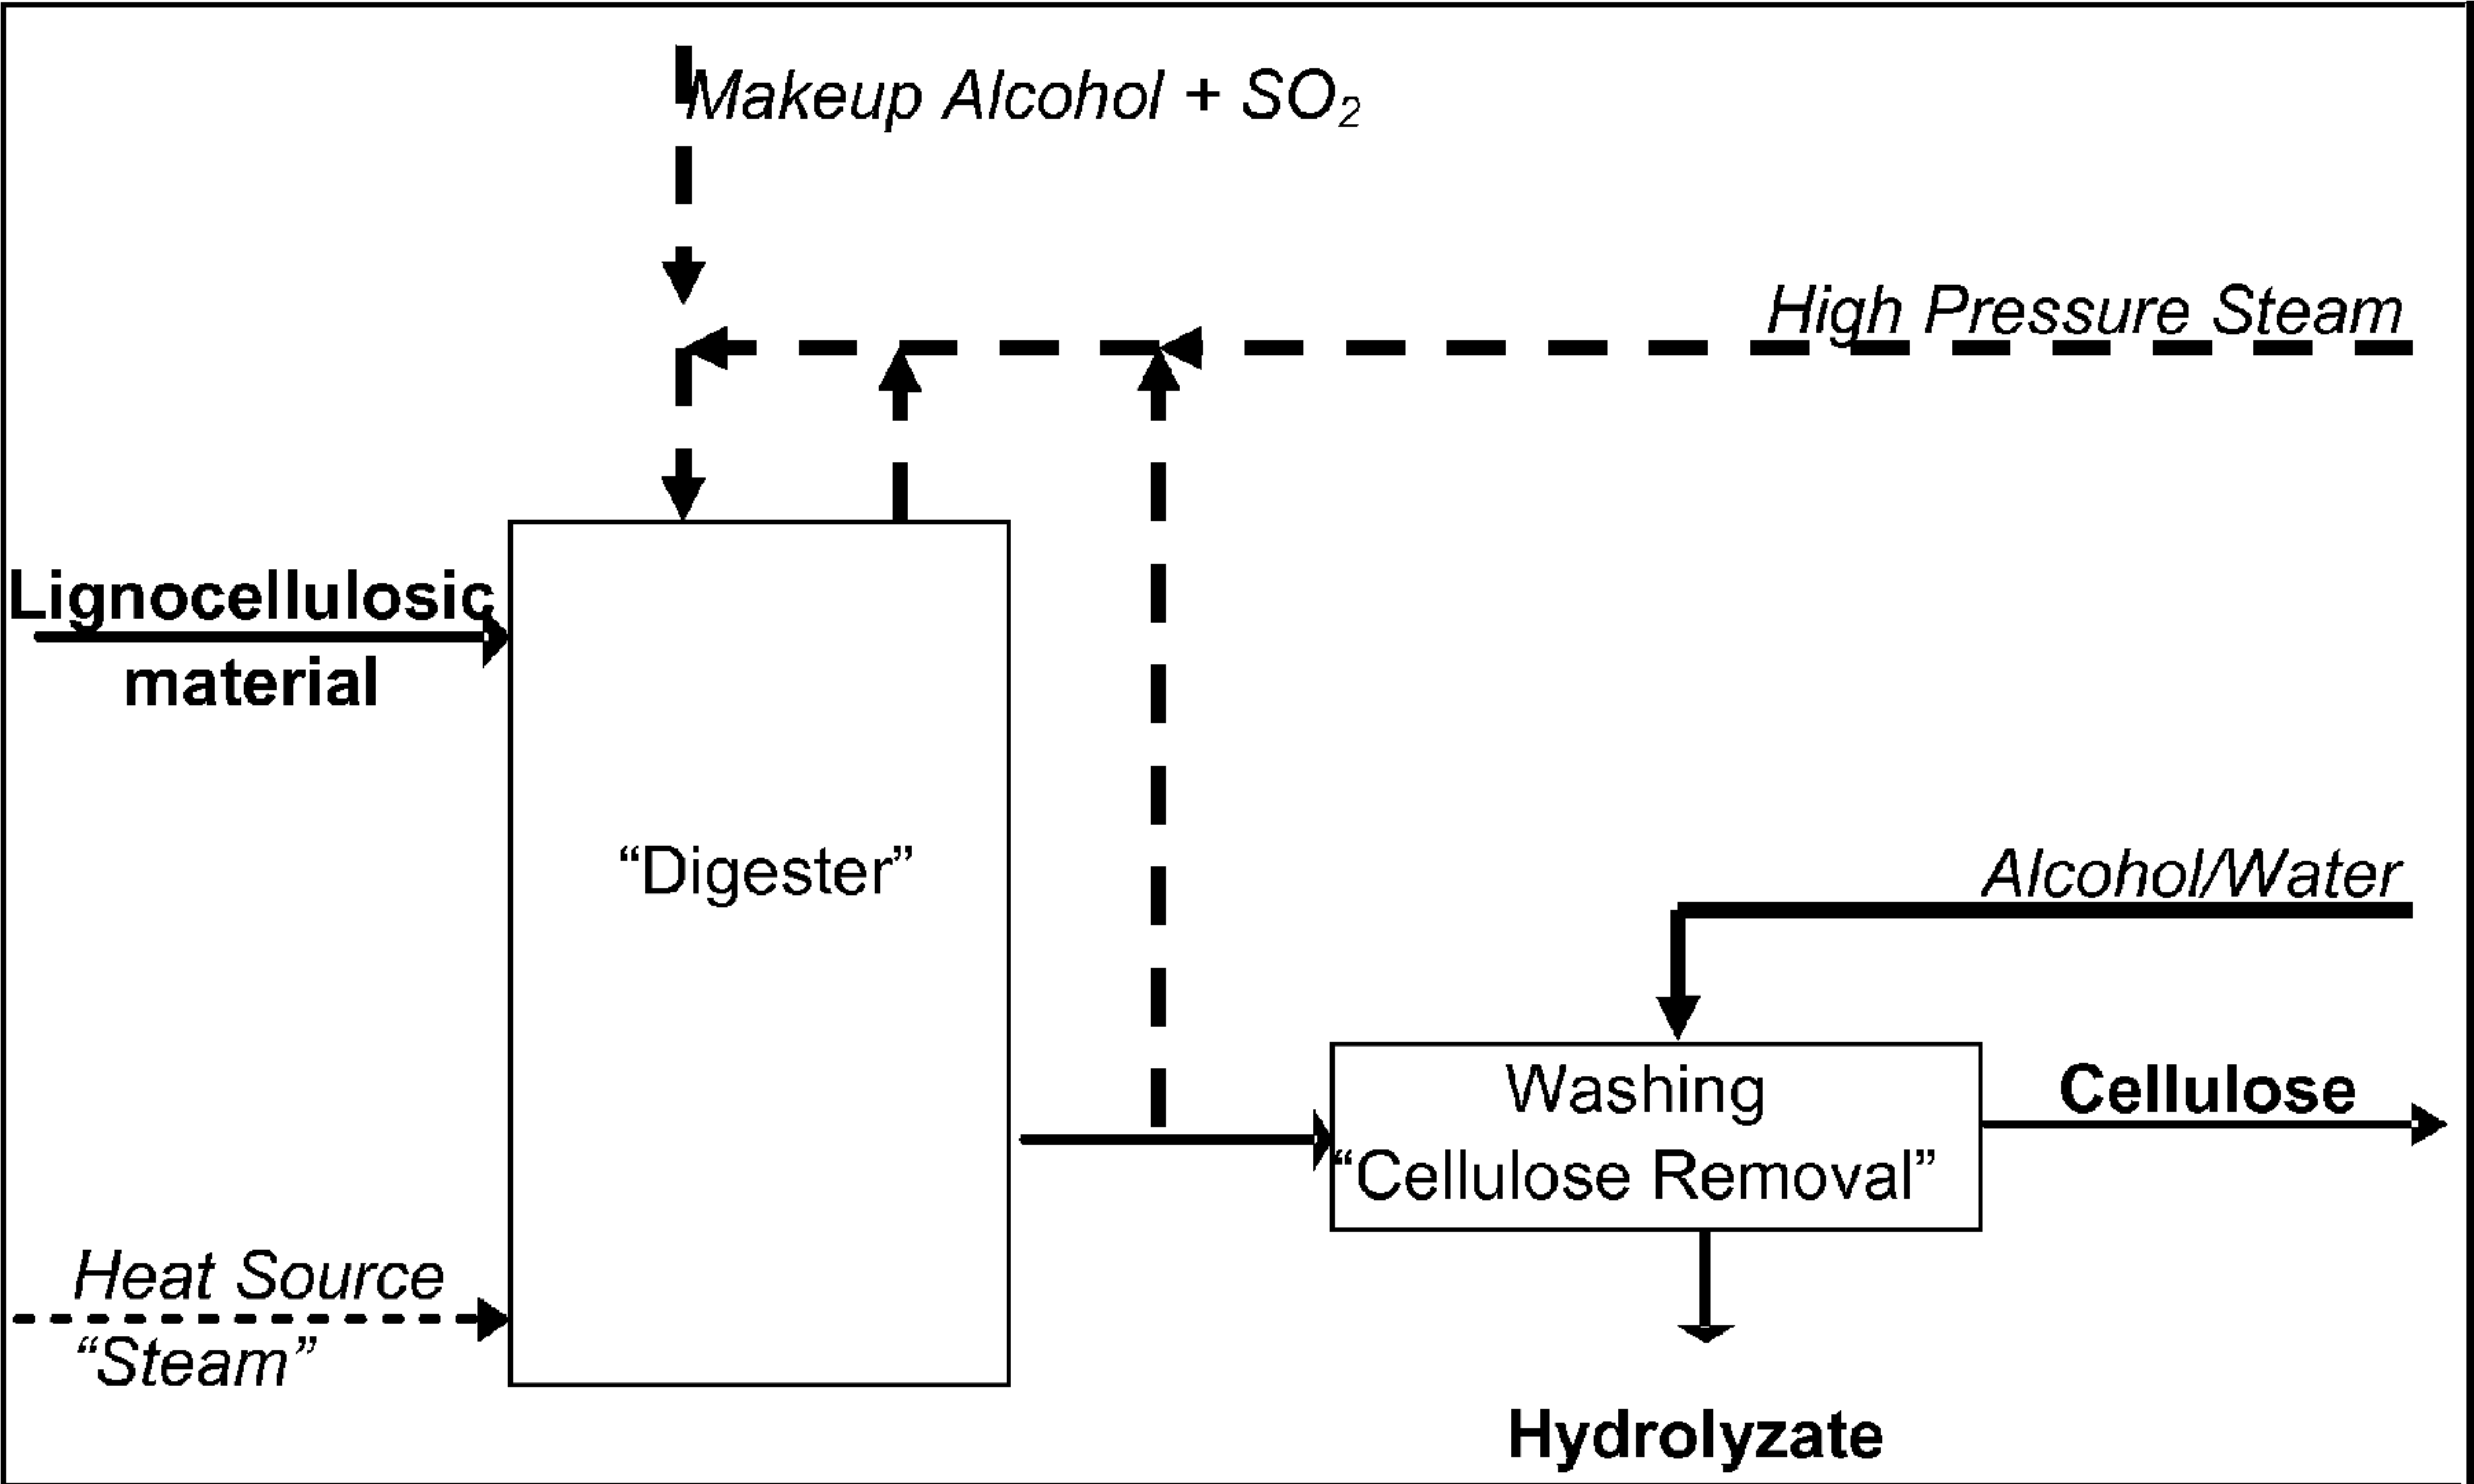 Makeup Alcohol + SO₂
High Pressure Steam
Lignocellulosic
material
“Digester”
Alcohol/Water
Washing
“Cellulose Removal”
Cellulose
Heat Source
“Steam”
Hydrolyzate